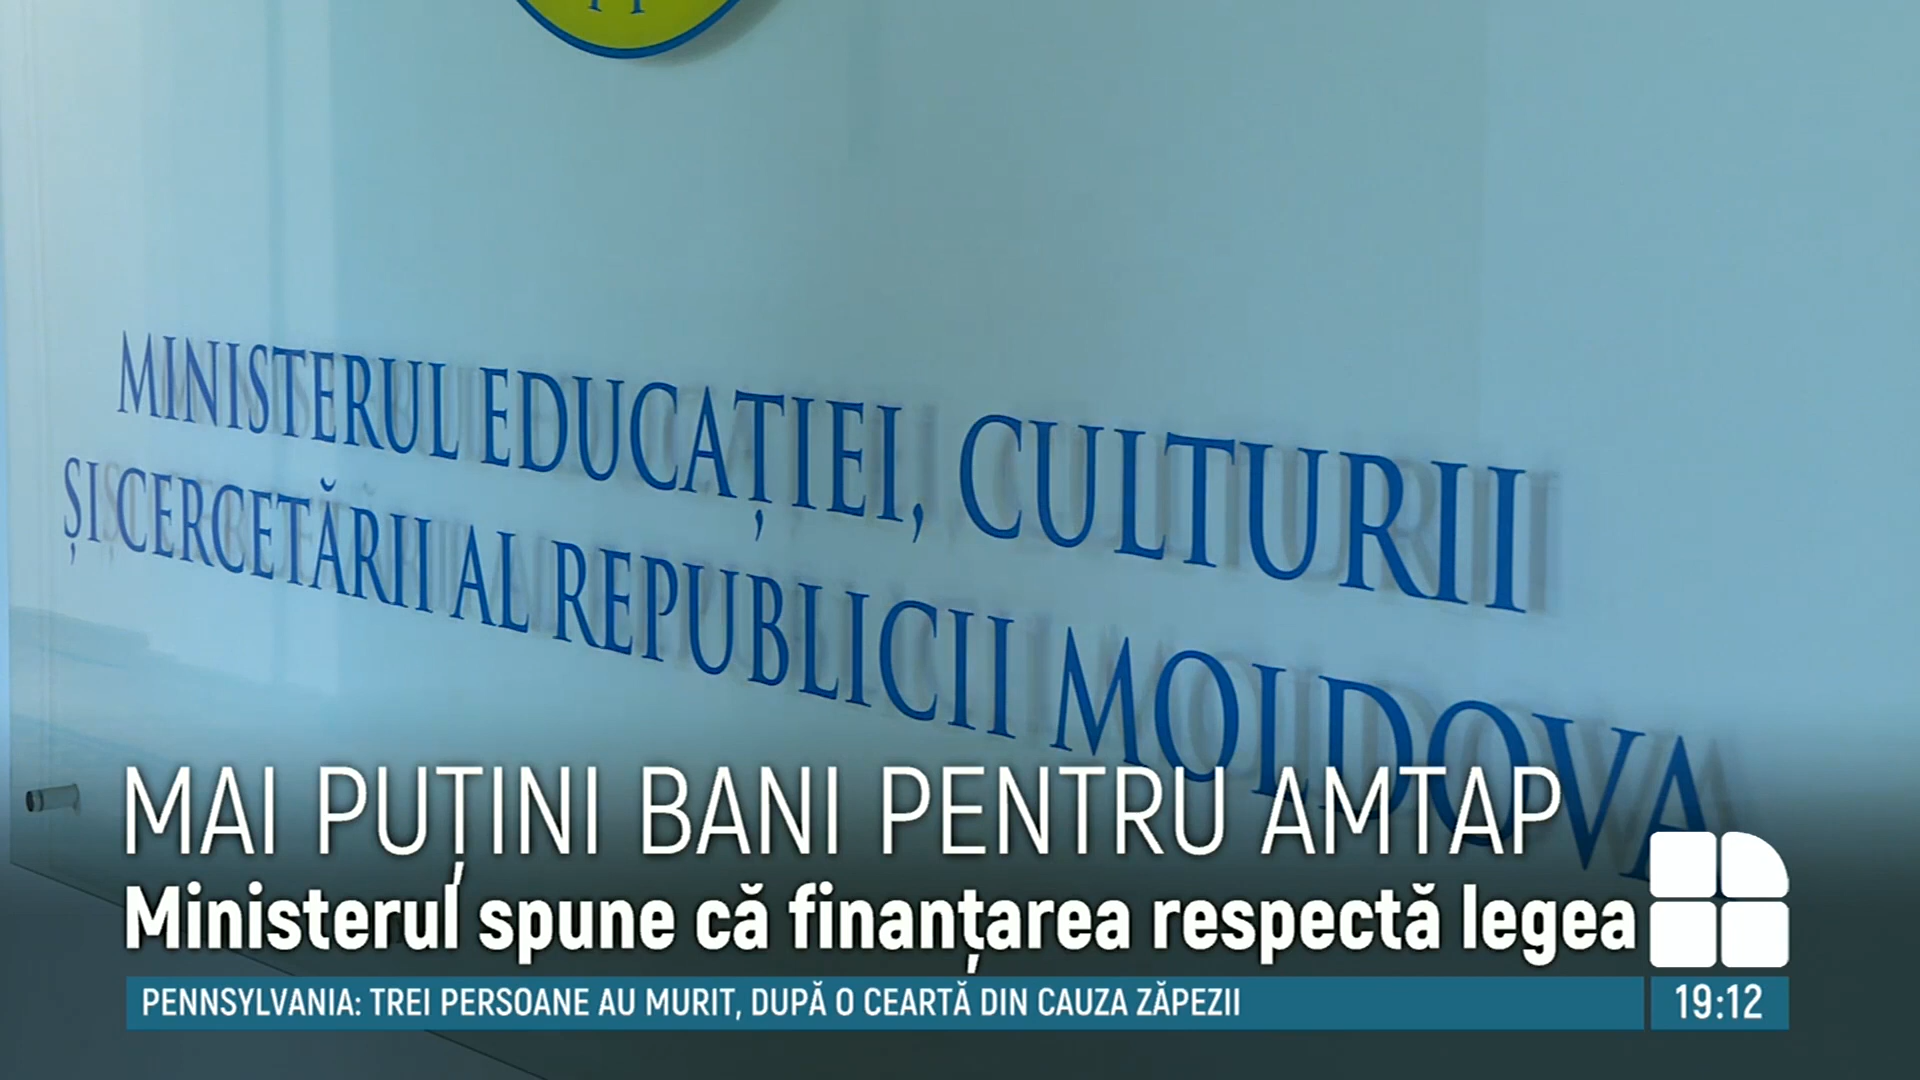 MINISTERUL EDUCAȚIEI, CULTURII
ȘI CERCETĂRII AL REPUBLICII MOLDOVA
MAI PUȚINI BANI PENTRU AMTAP
Ministerul spune că finanțarea respectă legea
PENNSYLVANIA: TREI PERSOANE AU MURIT, DUPĂ O CEARTĂ DIN CAUZA ZĂPEZII
19:12